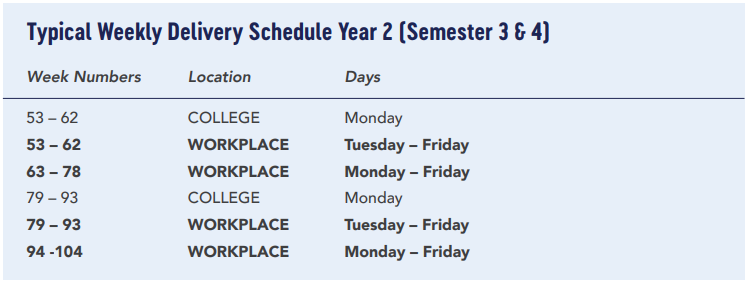 Typical Weekly Delivery Schedule Year 2 (Semester 3 & 4)
Week Numbers Location Days
53 – 62 COLLEGE Monday
53 – 62 WORKPLACE Tuesday – Friday
63 – 78 WORKPLACE Monday – Friday
79 – 93 COLLEGE Monday
79 – 93 WORKPLACE Tuesday – Friday
94 -104 WORKPLACE Monday – Friday